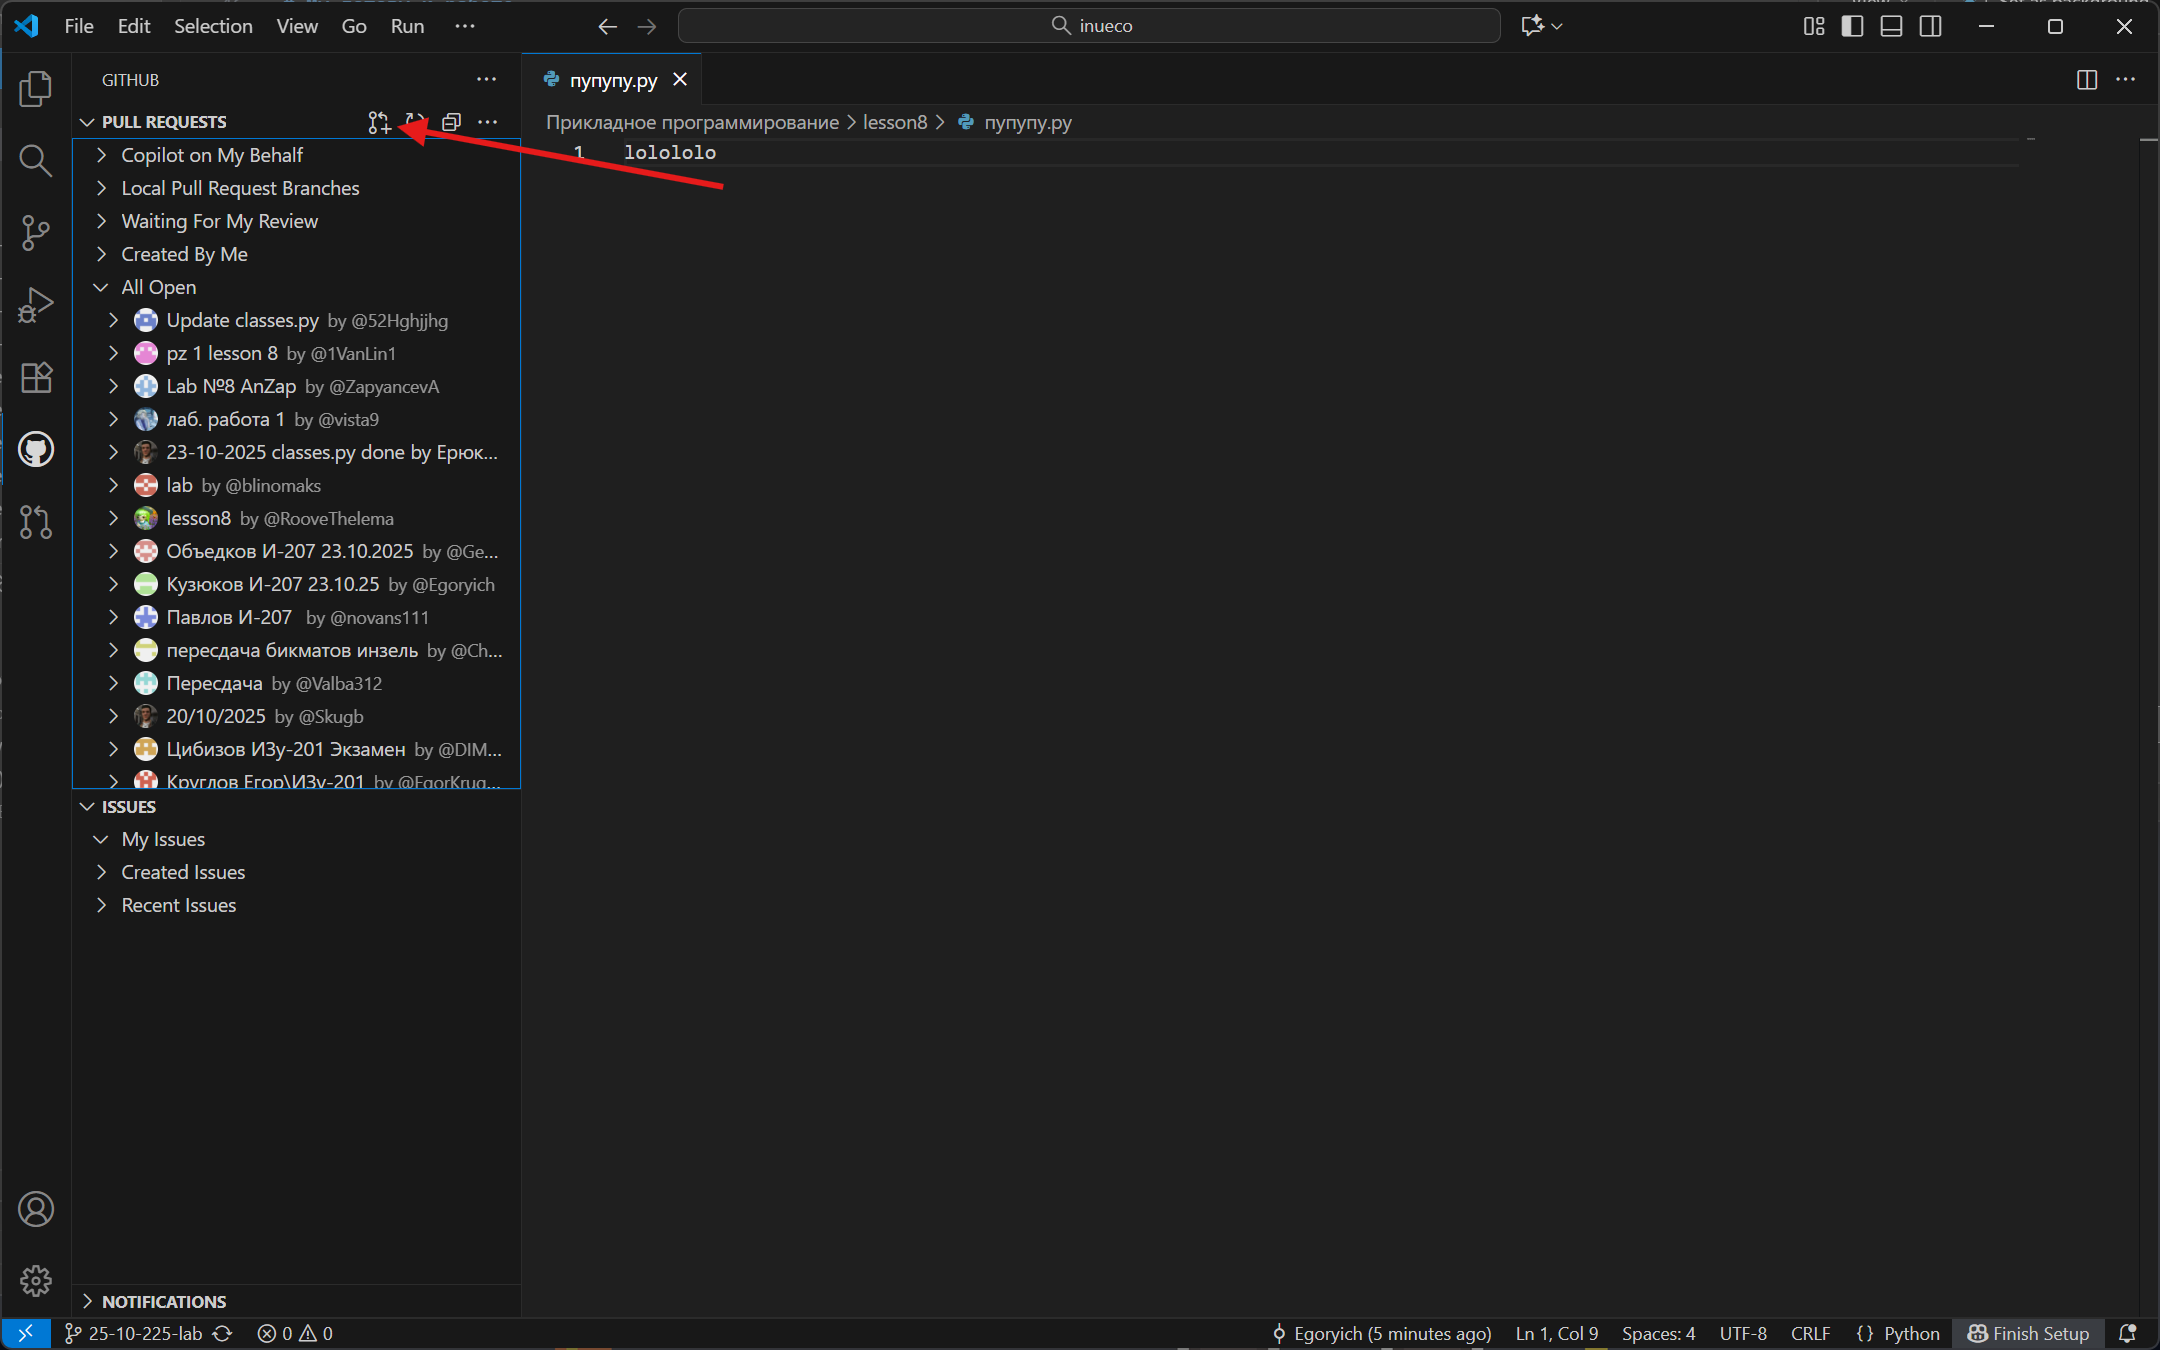 File Edit Selection View Go Run ···
inueco
GITHUB
PULL REQUESTS
Copilot on My Behalf
Local Pull Request Branches
Waiting For My Review
Created By Me
All Open
Update classes.py by @52Hghjjhg
pz 1 lesson 8 by @1VanLin1
Lab №8 AnZap by @ZapyancevA
лаб. работа 1 by @vista9
23-10-2025 classes.py done by Ерюк...
lab by @blinomaks
lesson8 by @RooveThelema
Объедков И-207 23.10.2025 by @Ge...
Кузюков И-207 23.10.25 by @Egoryich
Павлов И-207 by @novans111
пересдача бикматов инзель by @Ch...
Пересдача by @Valba312
20/10/2025 by @Skugb
Цибизов ИЗу-201 Экзамен by @DIM...
Круглов Егор\ИЗу-201 by @EgorKrug...
ISSUES
My Issues
Created Issues
Recent Issues
NOTIFICATIONS
пупупу.py
Прикладное программирование > lesson8 > пупупу.py
1 lolololo
25-10-225-lab 0 0 Egoryich (5 minutes ago) Ln 1, Col 9 Spaces: 4 UTF-8 CRLF {} Python Finish Setup